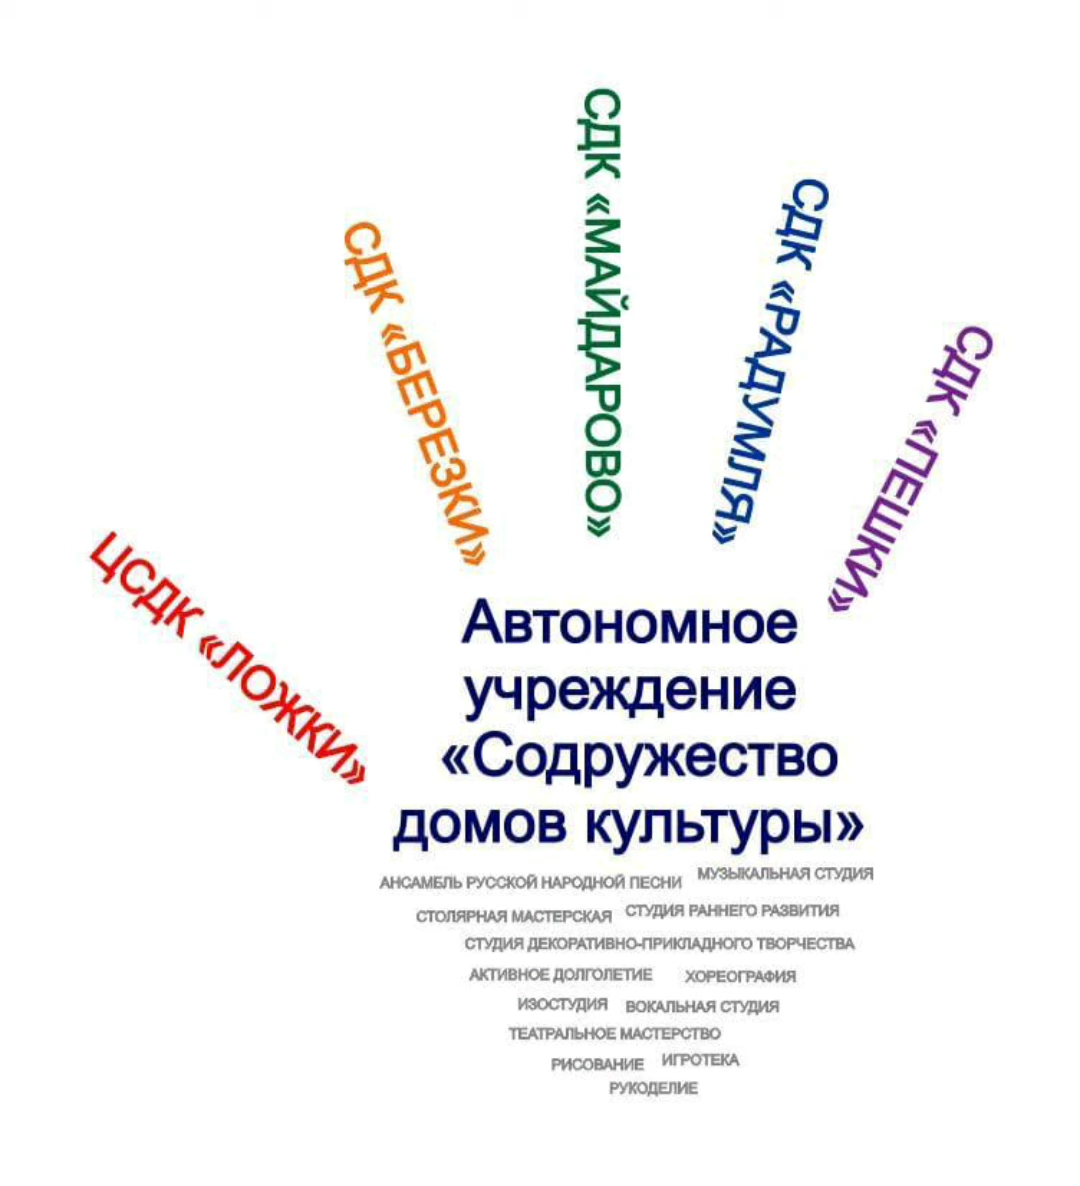 ЦСДК «ЛОЖКИ»
СДК «БЕРЕЗКИ»
СДК «МАЙДАРОВО»
СДК «РАДУМЛЯ»
СДК «ПЕШКИ»
Автономное
учреждение
«Содружество
домов культуры»
АНСАМБЛЬ РУССКОЙ НАРОДНОЙ ПЕСНИ МУЗЫКАЛЬНАЯ СТУДИЯ
СТОЛЯРНАЯ МАСТЕРСКАЯ СТУДИЯ РАННЕГО РАЗВИТИЯ
СТУДИЯ ДЕКОРАТИВНО-ПРИКЛАДНОГО ТВОРЧЕСТВА
АКТИВНОЕ ДОЛГОЛЕТИЕ ХОРЕОГРАФИЯ
ИЗОСТУДИЯ ВОКАЛЬНАЯ СТУДИЯ
ТЕАТРАЛЬНОЕ МАСТЕРСТВО
РИСОВАНИЕ ИГРОТЕКА
РУКОДЕЛИЕ